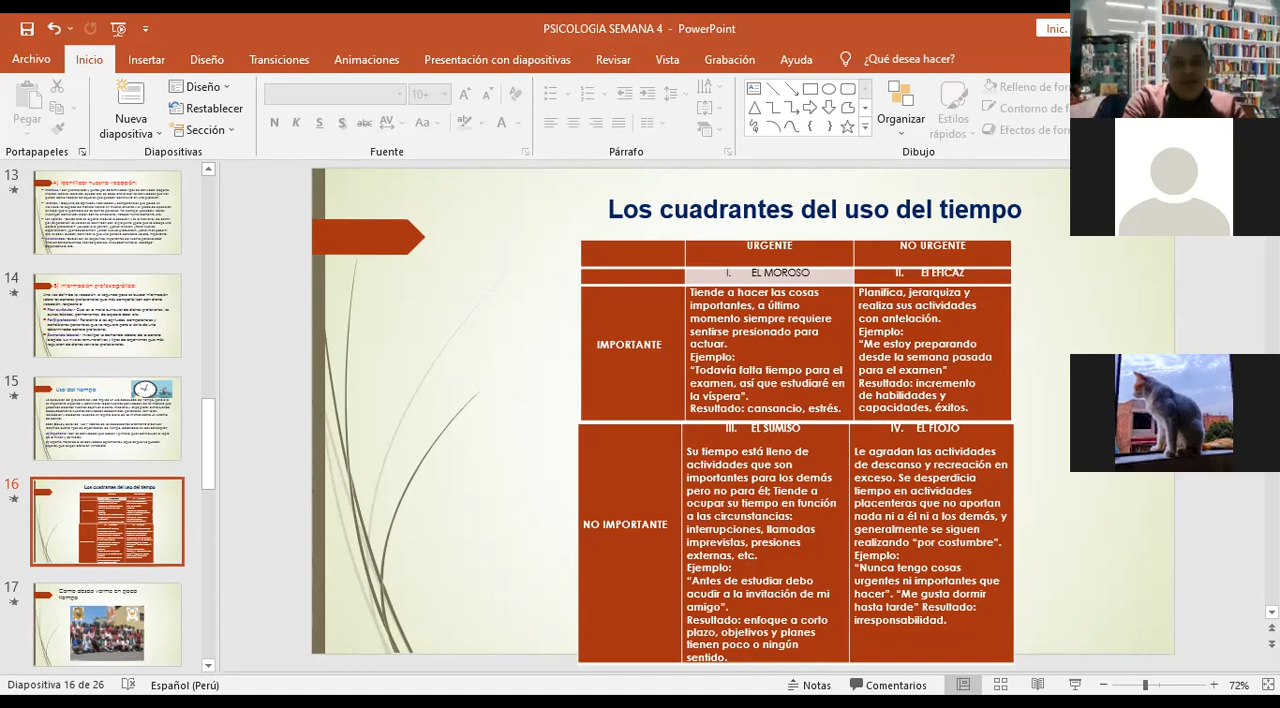 PSICOLOGIA SEMANA 4 - PowerPoint
Inic.
Archivo Inicio Insertar Diseño Transiciones Animaciones Presentación con diapositivas Revisar Vista Grabación Ayuda ¿Qué desea hacer?
Pegar
Nueva
diapositiva
Diseño
Restablecer
Sección
10+
N K S S abc AV Aa A
Organizar
Estilos
rápidos
Relleno de fo
Contorno de
Efectos de for
Portapapeles Diapositivas Fuente Párrafo Dibujo
13
14
15
Uso del tiempo
16
Los cuadrantes del uso del tiempo
17
Como deseo verme en poco
tiempo
Los cuadrantes del uso del tiempo
URGENTE NO URGENTE
I. EL MOROSO II. El EFICAZ
IMPORTANTE
Tiende a hacer las cosas
importantes, a último
momento siempre requiere
sentirse presionado para
actuar.
Ejemplo:
“Todavía falta tiempo para el
examen, así que estudiaré en
la víspera”.
Resultado: cansancio, estrés.
Planifica, jerarquiza y
realiza sus actividades
con antelación.
Ejemplo:
“Me estoy preparando
desde la semana pasada
para el examen”
Resultado: incremento
de habilidades y
capacidades, éxitos.
NO IMPORTANTE
III. EL SUMISO
Su tiempo está lleno de
actividades que son
importantes para los demás
pero no para él; Tiende a
ocupar su tiempo en función
a las circunstancias:
interrupciones, llamadas
imprevistas, presiones
externas, etc.
Ejemplo:
“Antes de estudiar debo
acudir a la invitación de mi
amigo”.
Resultado: enfoque a corto
plazo, objetivos y planes
tienen poco o ningún
sentido.
IV. EL FLOJO
Le agradan las actividades
de descanso y recreación en
exceso. Se desperdicia
tiempo en actividades
placenteras que no aportan
nada ni a él ni a los demás, y
generalmente se siguen
realizando “por costumbre”.
Ejemplo:
“Nunca tengo cosas
urgentes ni importantes que
hacer”. “Me gusta dormir
hasta tarde” Resultado:
irresponsabilidad.
Diapositiva 16 de 26 Español (Perú) Notas Comentarios 72%